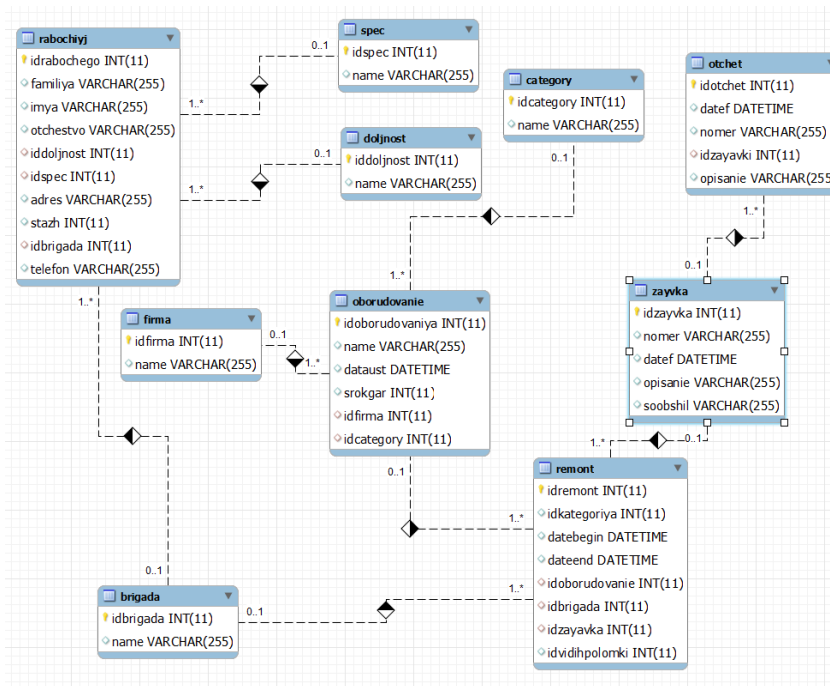 rabochiyj
idrabochego INT(11)
familiya VARCHAR(255)
imya VARCHAR(255)
otchestvo VARCHAR(255)
iddoljnost INT(11)
idspec INT(11)
adres VARCHAR(255)
stazh INT(11)
idbrigada INT(11)
telefon VARCHAR(255)
0..1
1..*
spec
idspec INT(11)
name VARCHAR(255)
0..1
1..*
doljnost
iddoljnost INT(11)
name VARCHAR(255)
category
idcategory INT(11)
name VARCHAR(255)
0..1
1..*
otchet
idotchet INT(11)
datef DATETIME
nomer VARCHAR(255)
idzayavki INT(11)
opisanie VARCHAR(255)
1..*
0..1
zayvka
idzayvka INT(11)
nomer VARCHAR(255)
datef DATETIME
opisanie VARCHAR(255)
soobshil VARCHAR(255)
1..*
0..1
firma
idfirma INT(11)
name VARCHAR(255)
0..1
1..*
oborudovanie
idoborudovaniya INT(11)
name VARCHAR(255)
dataust DATETIME
srokgar INT(11)
idfirma INT(11)
idcategory INT(11)
0..1
1..*
1..*
0..1
remont
idremont INT(11)
idkategoriya INT(11)
datebegin DATETIME
dateend DATETIME
idoborudovanie INT(11)
idbrigada INT(11)
idzayavka INT(11)
idvidihpolomki INT(11)
brigada
idbrigada INT(11)
name VARCHAR(255)
0..1
1..*